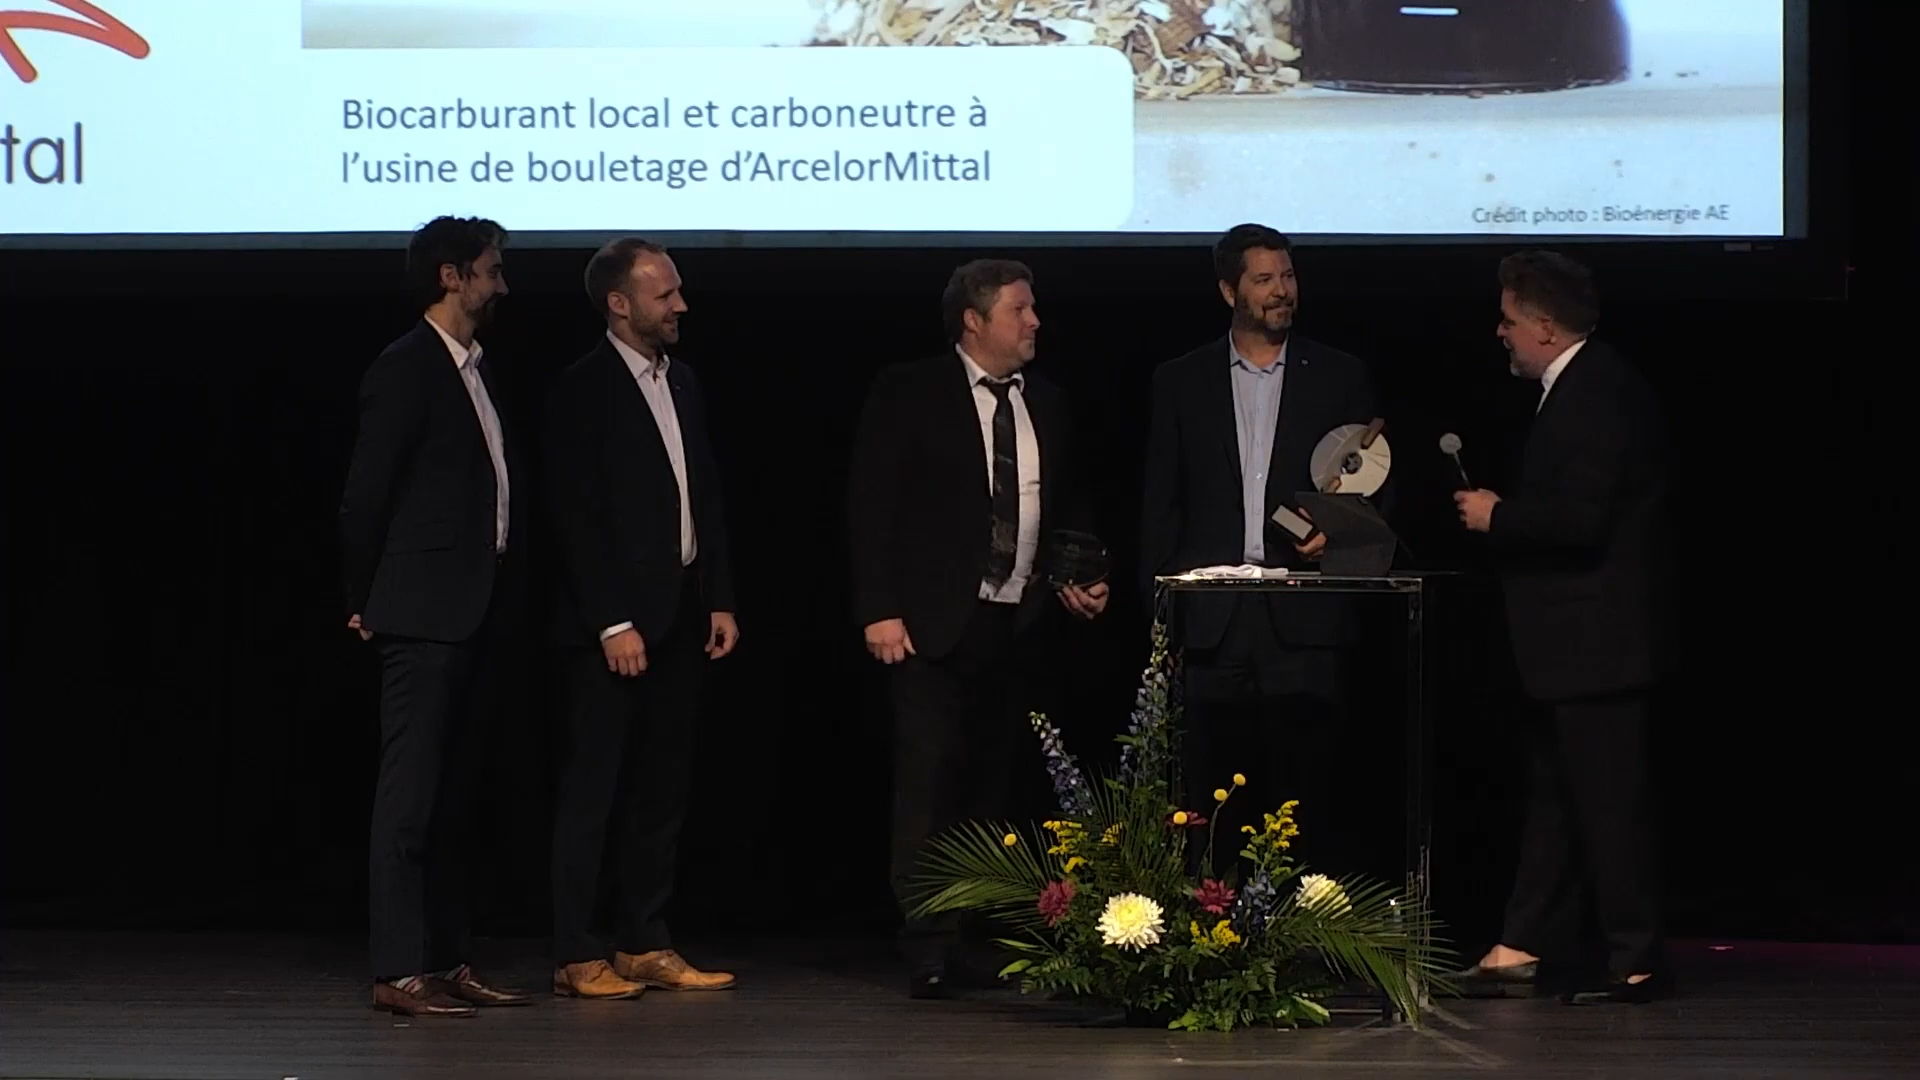 tal
Biocarburant local et carboneutre à
l'usine de bouletage d'ArcelorMittal
Crédit photo : Bioénergie AE